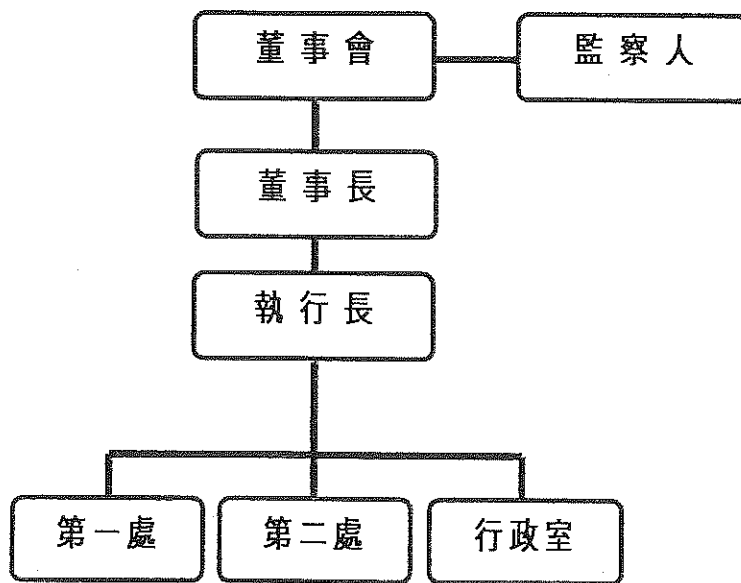 董事會
監察人
董事長
執行長
第一處
第二處
行政室